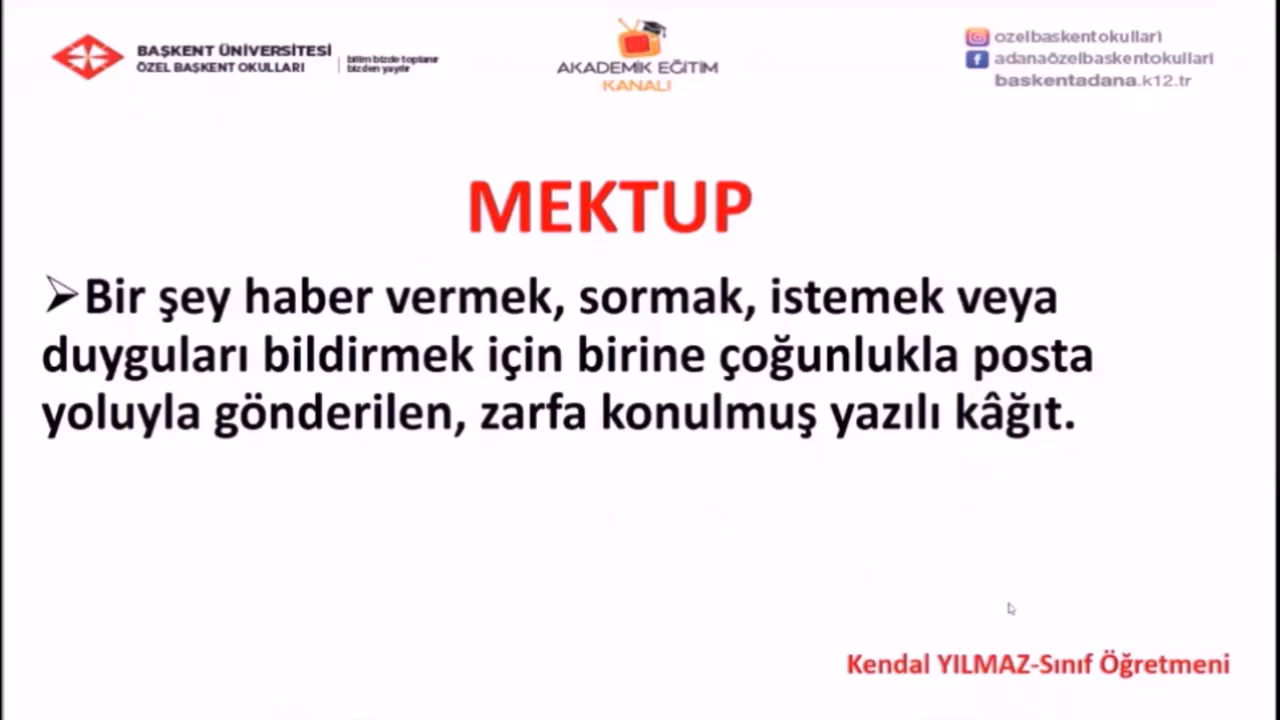 BAŞKENT ÜNİVERSİTESİ
ÖZEL BAŞKENT OKULLARI
bilim bizde toplanır
bizden yayılır
AKADEMİK EĞİTİM
KANALI
ozelbaskentokullari
adanaözelbaskentokullari
baskentadana.k12.tr
MEKTUP
➢Bir şey haber vermek, sormak, istemek veya
duyguları bildirmek için birine çoğunlukla posta
yoluyla gönderilen, zarfa konulmuş yazılı kâğıt.
Kendal YILMAZ-Sınıf Öğretmeni